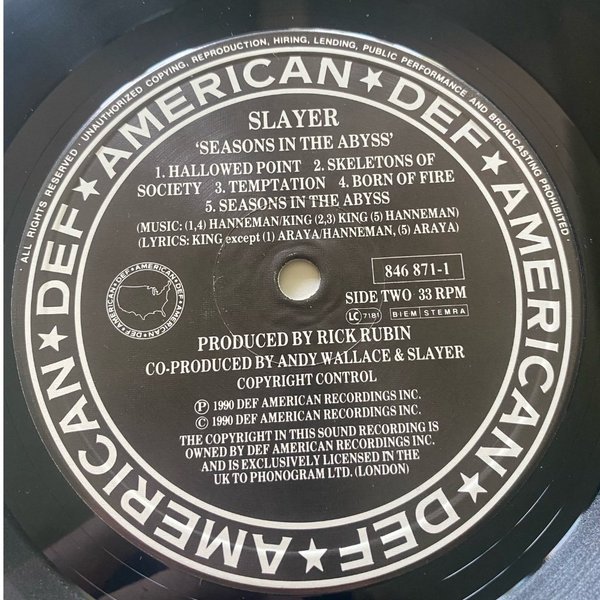 · ALL RIGHTS RESERVED · UNAUTHORIZED COPYING, REPRODUCTION, HIRING, LENDING, PUBLIC PERFORMANCE AND BROADCASTING PROHIBITED. ·
DEF ★ AMERICAN ★ DEF ★ AMERICAN ★ DEF ★ AMERICAN ★ DEF ★ AMERICAN ★
SLAYER
'SEASONS IN THE ABYSS'
1. HALLOWED POINT  2. SKELETONS OF
SOCIETY  3. TEMPTATION  4. BORN OF FIRE
5. SEASONS IN THE ABYSS
(MUSIC: (1,4) HANNEMAN/KING (2,3) KING (5) HANNEMAN)
(LYRICS: KING except (1) ARAYA/HANNEMAN, (5) ARAYA)
DEF · AMERICAN · DEF · AMERICAN ·
846 871-1
SIDE TWO 33 RPM
LC 7181
BIEM STEMRA
PRODUCED BY RICK RUBIN
CO-PRODUCED BY ANDY WALLACE & SLAYER
COPYRIGHT CONTROL
℗ 1990 DEF AMERICAN RECORDINGS INC.
© 1990 DEF AMERICAN RECORDINGS INC.
THE COPYRIGHT IN THIS SOUND RECORDING IS
OWNED BY DEF AMERICAN RECORDINGS INC.
AND IS EXCLUSIVELY LICENSED IN THE
UK TO PHONOGRAM LTD. (LONDON)